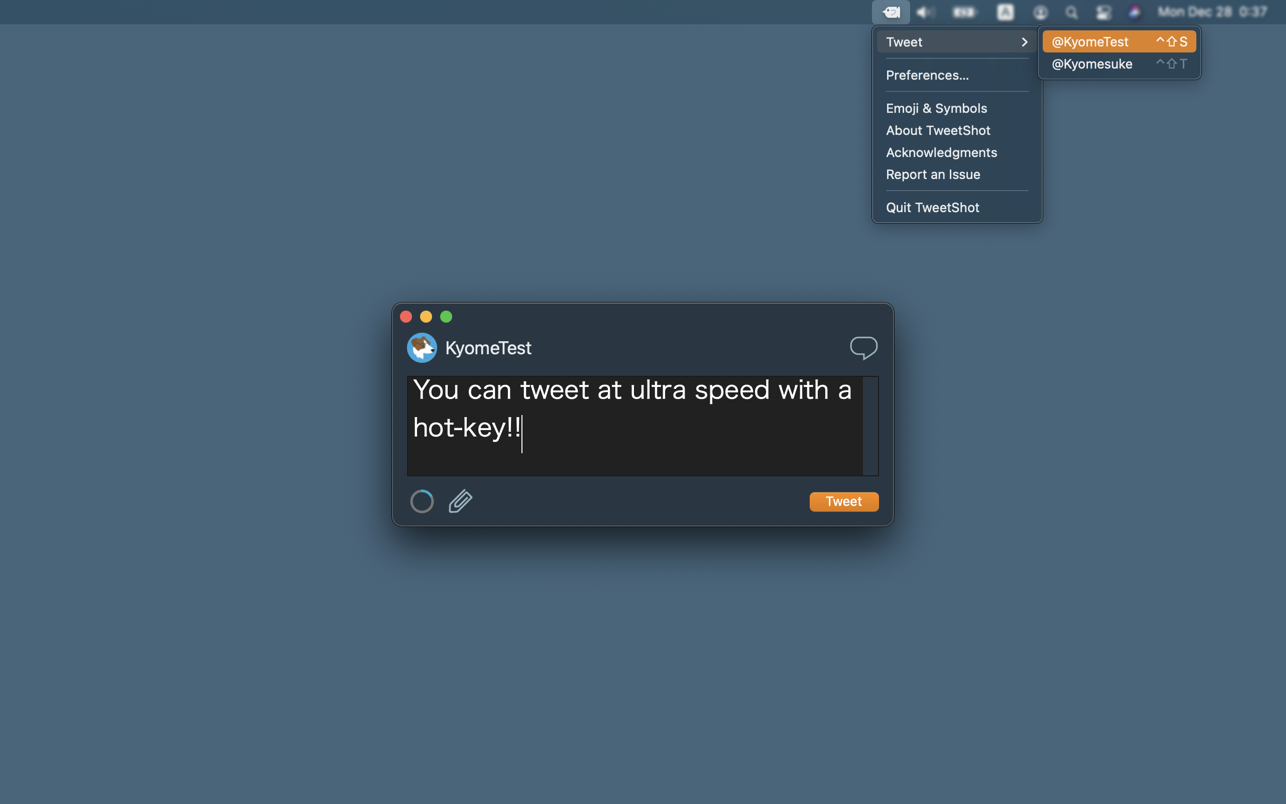 A
Mon Dec 28 0:37
Tweet
@KyomeTest ^⇧S
@Kyomesuke ^⇧T
Preferences...
Emoji & Symbols
About TweetShot
Acknowledgments
Report an Issue
Quit TweetShot
KyomeTest
You can tweet at ultra speed with a
hot-key!!
Tweet